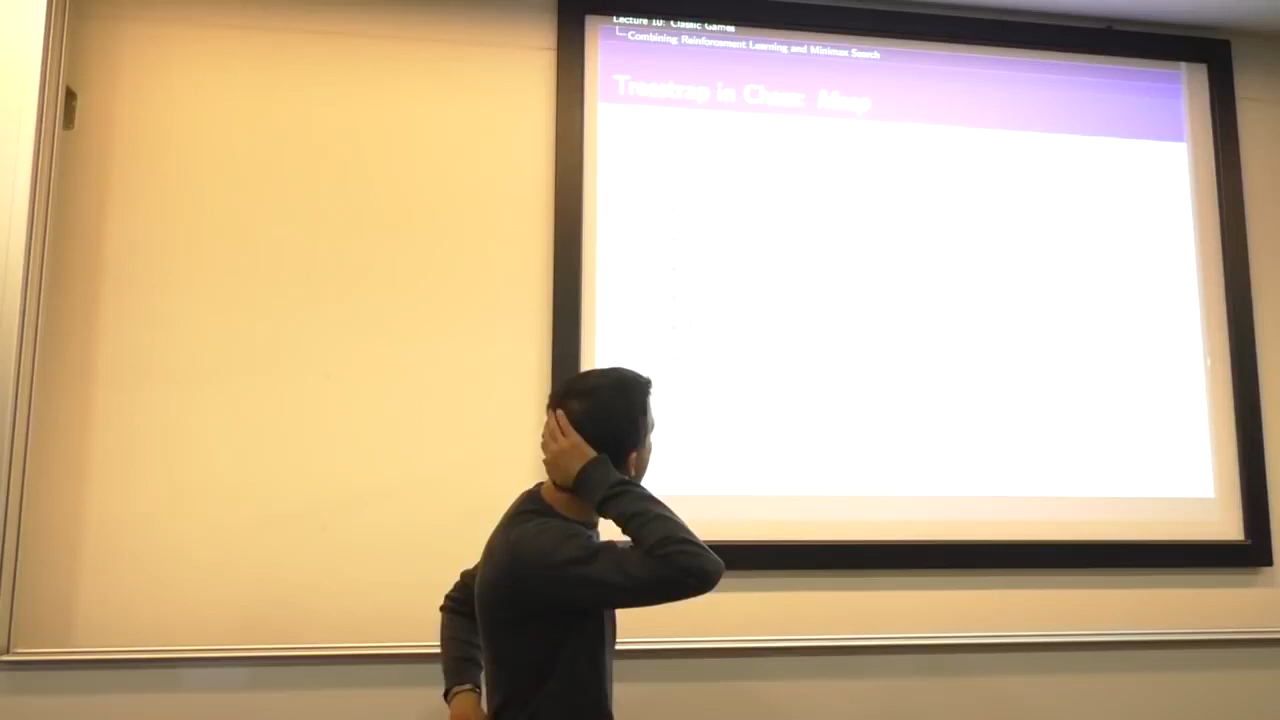 Lecture 10: Classic Games
Combining Reinforcement Learning and Minimax Search
Treestrap in Chess: Meep